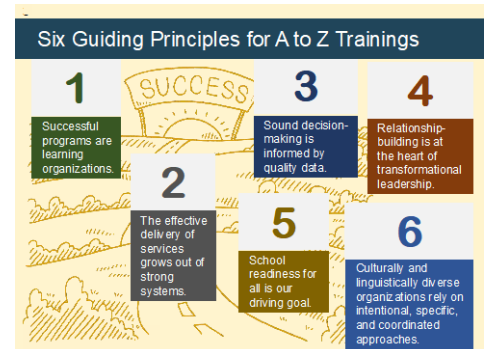 Six Guiding Principles for A to Z Trainings
SUCCESS
1
Successful
programs are
learning
organizations.
2
The effective
delivery of
services
grows out of
strong
systems.
3
Sound decision-
making is
informed by
quality data.
4
Relationship-
building is at
the heart of
transformational
leadership.
5
School
readiness for
all is our
driving goal.
6
Culturally and
linguistically diverse
organizations rely on
intentional, specific,
and coordinated
approaches.